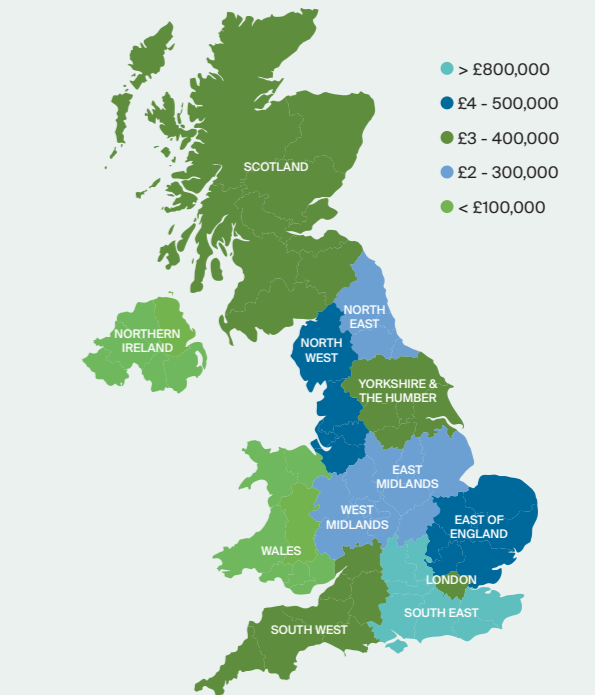 > £800,000
£4 - 500,000
£3 - 400,000
£2 - 300,000
< £100,000
SCOTLAND
NORTHERN
IRELAND
NORTH
EAST
NORTH
WEST
YORKSHIRE &
THE HUMBER
EAST
MIDLANDS
WEST
MIDLANDS
EAST OF
ENGLAND
WALES
LONDON
SOUTH EAST
SOUTH WEST